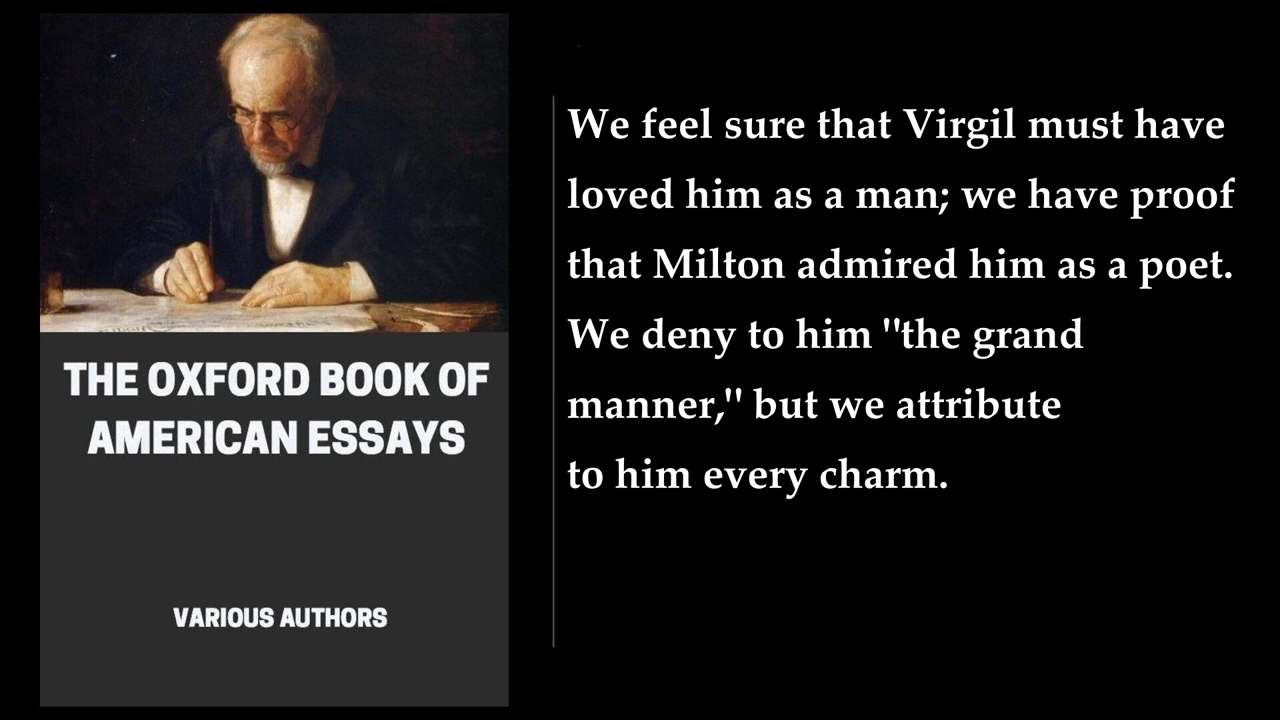 THE OXFORD BOOK OF
AMERICAN ESSAYS
VARIOUS AUTHORS
We feel sure that Virgil must have
loved him as a man; we have proof
that Milton admired him as a poet.
We deny to him "the grand
manner," but we attribute
to him every charm.